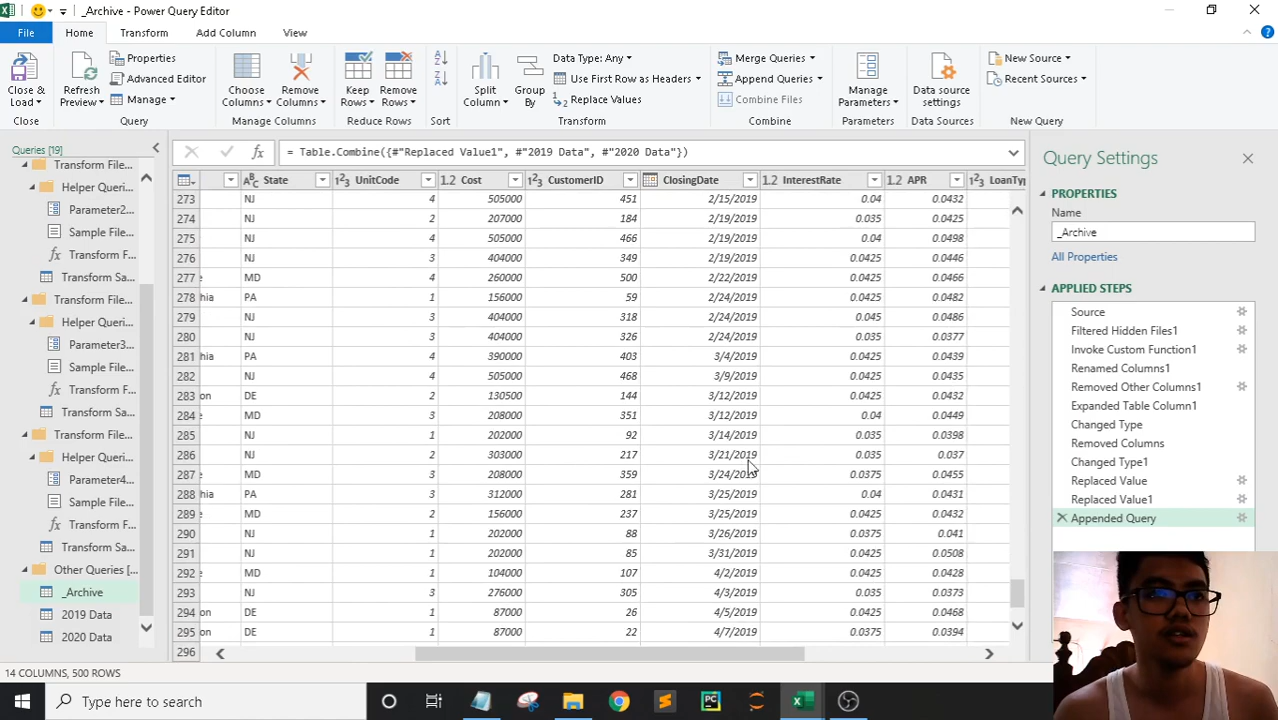 _Archive - Power Query Editor
File Home Transform Add Column View
Close & Load
Refresh Preview
Properties
Advanced Editor
Manage
Choose Columns
Remove Columns
Keep Rows
Remove Rows
Split Column
Group By
Data Type: Any
Use First Row as Headers
Replace Values
Merge Queries
Append Queries
Combine Files
Manage Parameters
Data source settings
New Source
Recent Sources
Close Query Manage Columns Reduce Rows Sort Transform Combine Parameters Data Sources New Query
Queries [19]
Transform File...
Helper Queri...
Parameter2...
Sample File...
Transform F...
Transform Sa...
Transform File...
Helper Queri...
Parameter3...
Sample File...
Transform F...
Transform Sa...
Transform File...
Helper Queri...
Parameter4...
Sample File...
Transform F...
Transform Sa...
Other Queries [...
_Archive
2019 Data
2020 Data
= Table.Combine({#"Replaced Value1", #"2019 Data", #"2020 Data"})
State UnitCode Cost CustomerID ClosingDate InterestRate APR LoanTyp
273 NJ 4 505000 451 2/15/2019 0.04 0.0432
274 NJ 2 207000 184 2/19/2019 0.035 0.0425
275 NJ 4 505000 466 2/19/2019 0.04 0.0498
276 NJ 3 404000 349 2/19/2019 0.0425 0.0446
277 e MD 4 260000 500 2/22/2019 0.0425 0.0466
278 hia PA 1 156000 59 2/24/2019 0.0425 0.0482
279 NJ 3 404000 318 2/24/2019 0.045 0.0486
280 NJ 3 404000 326 2/24/2019 0.035 0.0377
281 hia PA 4 390000 403 3/4/2019 0.0425 0.0439
282 NJ 4 505000 468 3/9/2019 0.0425 0.0435
283 on DE 2 130500 144 3/12/2019 0.0425 0.0432
284 e MD 3 208000 351 3/12/2019 0.04 0.0449
285 NJ 1 202000 92 3/14/2019 0.035 0.0398
286 NJ 2 303000 217 3/21/2019 0.035 0.037
287 e MD 3 208000 359 3/24/2019 0.0375 0.0455
288 hia PA 3 312000 281 3/25/2019 0.04 0.0431
289 e MD 2 156000 237 3/25/2019 0.0425 0.0432
290 NJ 1 202000 88 3/26/2019 0.0375 0.041
291 NJ 1 202000 85 3/31/2019 0.0425 0.0508
292 e MD 1 104000 107 4/2/2019 0.0425 0.0428
293 NJ 3 276000 305 4/3/2019 0.035 0.0373
294 on DE 1 87000 26 4/5/2019 0.0425 0.0468
295 on DE 1 87000 22 4/7/2019 0.0375 0.0394
296
Query Settings
PROPERTIES
Name
_Archive
All Properties
APPLIED STEPS
Source
Filtered Hidden Files1
Invoke Custom Function1
Renamed Columns1
Removed Other Columns1
Expanded Table Column1
Changed Type
Removed Columns
Changed Type1
Replaced Value
Replaced Value1
Appended Query
14 COLUMNS, 500 ROWS
Type here to search